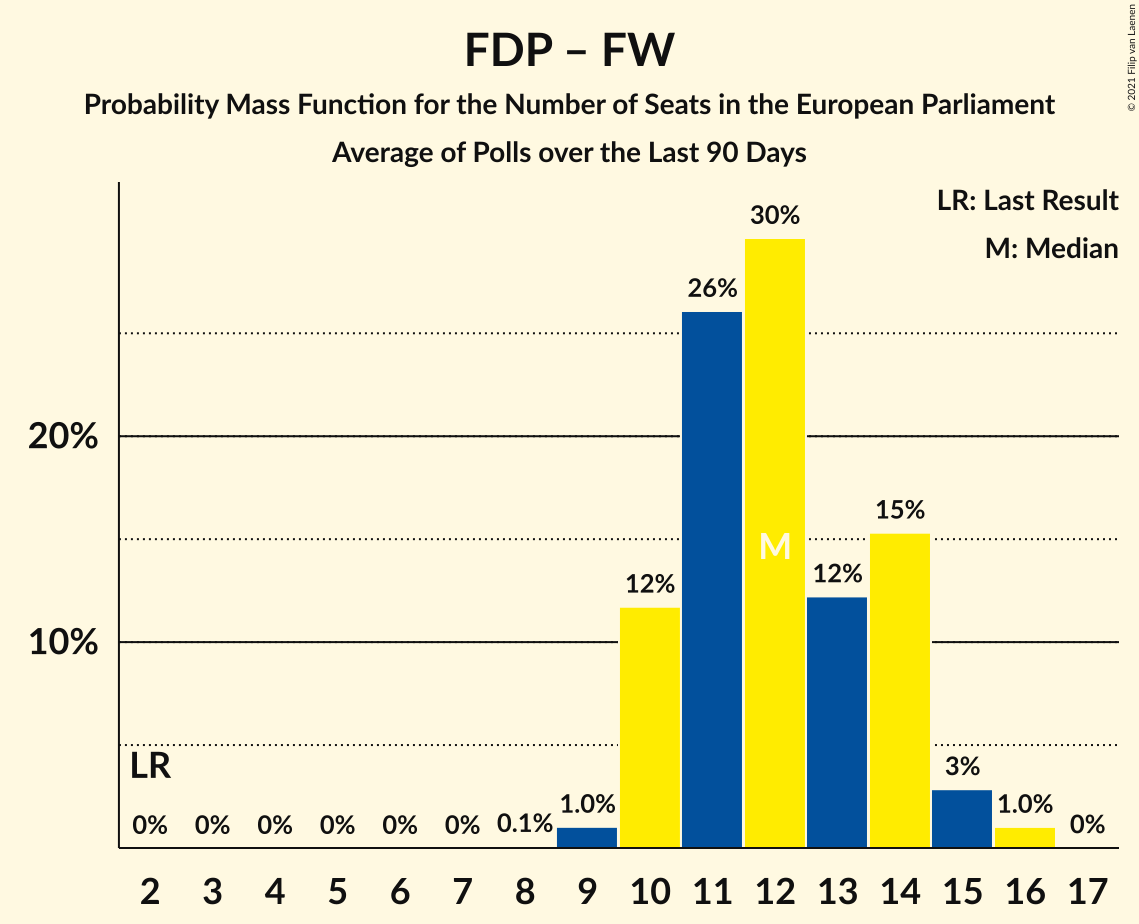 FDP – FW
Probability Mass Function for the Number of Seats in the European Parliament
Average of Polls over the Last 90 Days
© 2021 Filip van Laenen
LR: Last Result
M: Median
30%
26%
20%
15%
M
12%
12%
10%
LR
3%
0%
0%
0%
0%
0%
0%
0.1%
1.0%
1.0%
0%
2 3 4 5 6 7 8 9 10 11 12 13 14 15 16 17